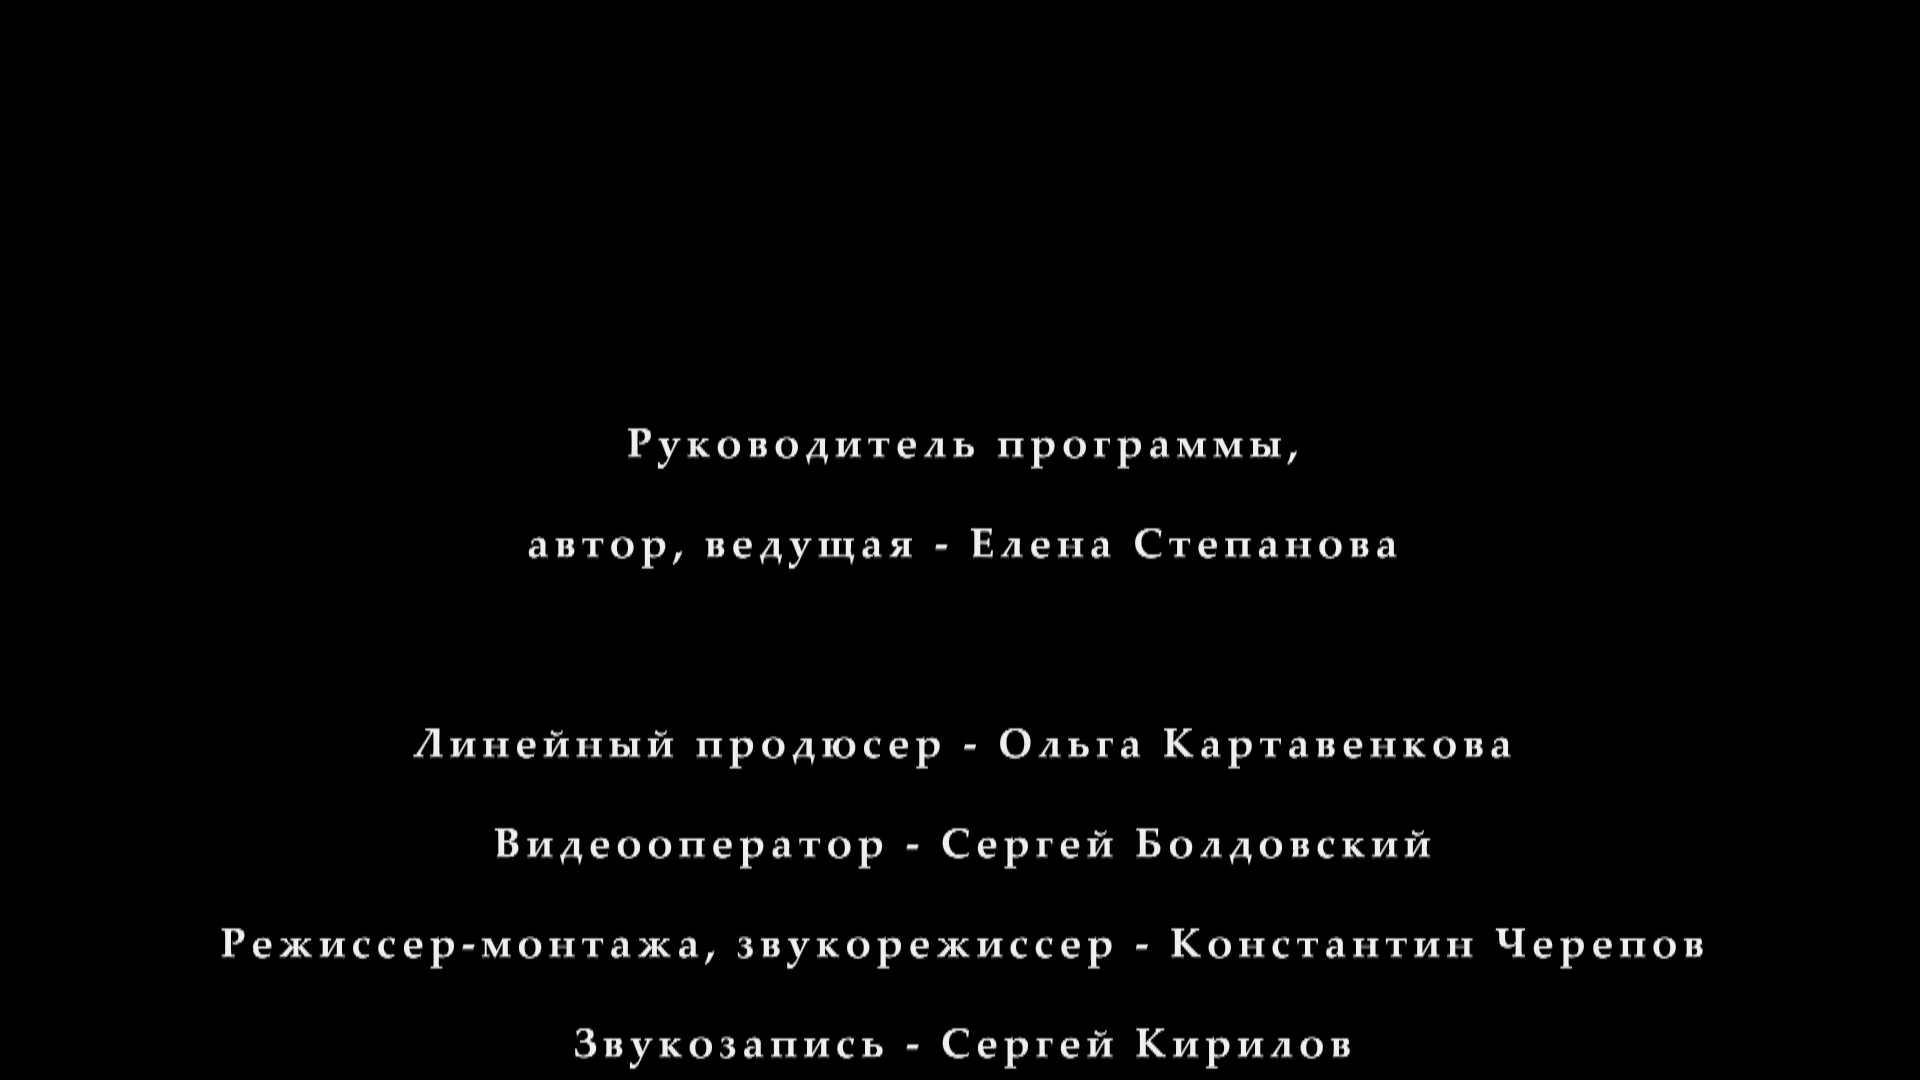 Руководитель программы,
автор, ведущая - Елена Степанова
Линейный продюсер - Ольга Картавенкова
Видеооператор - Сергей Болдовский
Режиссер-монтажа, звукорежиссер - Константин Черепов
Звукозапись - Сергей Кирилов